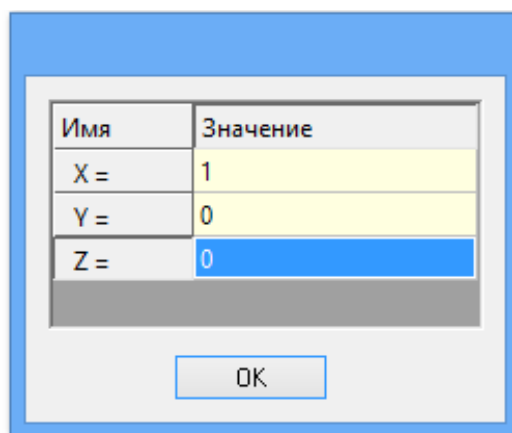 Имя Значение
X = 1
Y = 0
Z = 0
OK